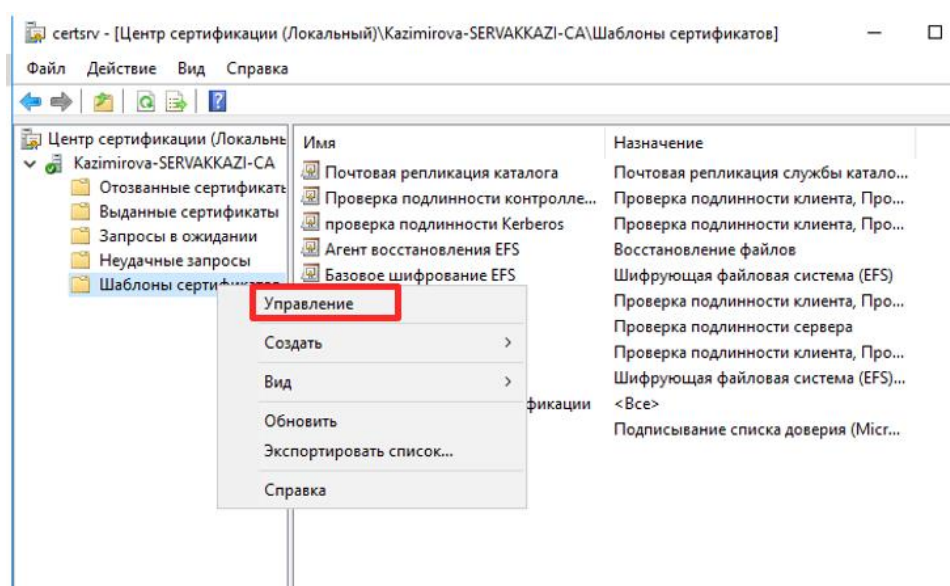 certsrv - [Центр сертификации (Локальный)\Kazimirova-SERVAKKAZI-CA\Шаблоны сертификатов]
Файл Действие Вид Справка
Центр сертификации (Локальнь
Kazimirova-SERVAKKAZI-CA
Отозванные сертификать
Выданные сертификаты
Запросы в ожидании
Неудачные запросы
Шаблоны сертификатов
Имя Назначение
Почтовая репликация каталога Почтовая репликация службы катало...
Проверка подлинности контролле... Проверка подлинности клиента, Про...
проверка подлинности Kerberos Проверка подлинности клиента, Про...
Агент восстановления EFS Восстановление файлов
Базовое шифрование EFS Шифрующая файловая система (EFS)
Проверка подлинности клиента, Про...
Проверка подлинности сервера
Проверка подлинности клиента, Про...
Шифрующая файловая система (EFS)...
фикации <Все>
Подписывание списка доверия (Micr...
Управление
Создать
Вид
Обновить
Экспортировать список...
Справка